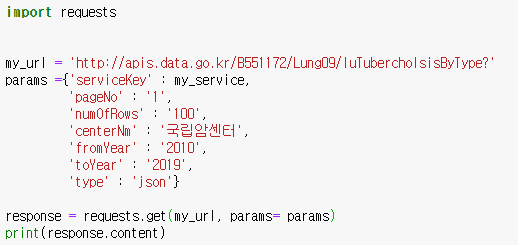 import requests
my_url = 'http://apis.data.go.kr/B551172/Lung09/luTubercholsisByType?'
params ={'serviceKey' : my_service,
'pageNo' : '1',
'numOfRows' : '100',
'centerNm' : '국립암센터',
'fromYear' : '2010',
'toYear' : '2019',
'type' : 'json'}
response = requests.get(my_url, params= params)
print(response.content)